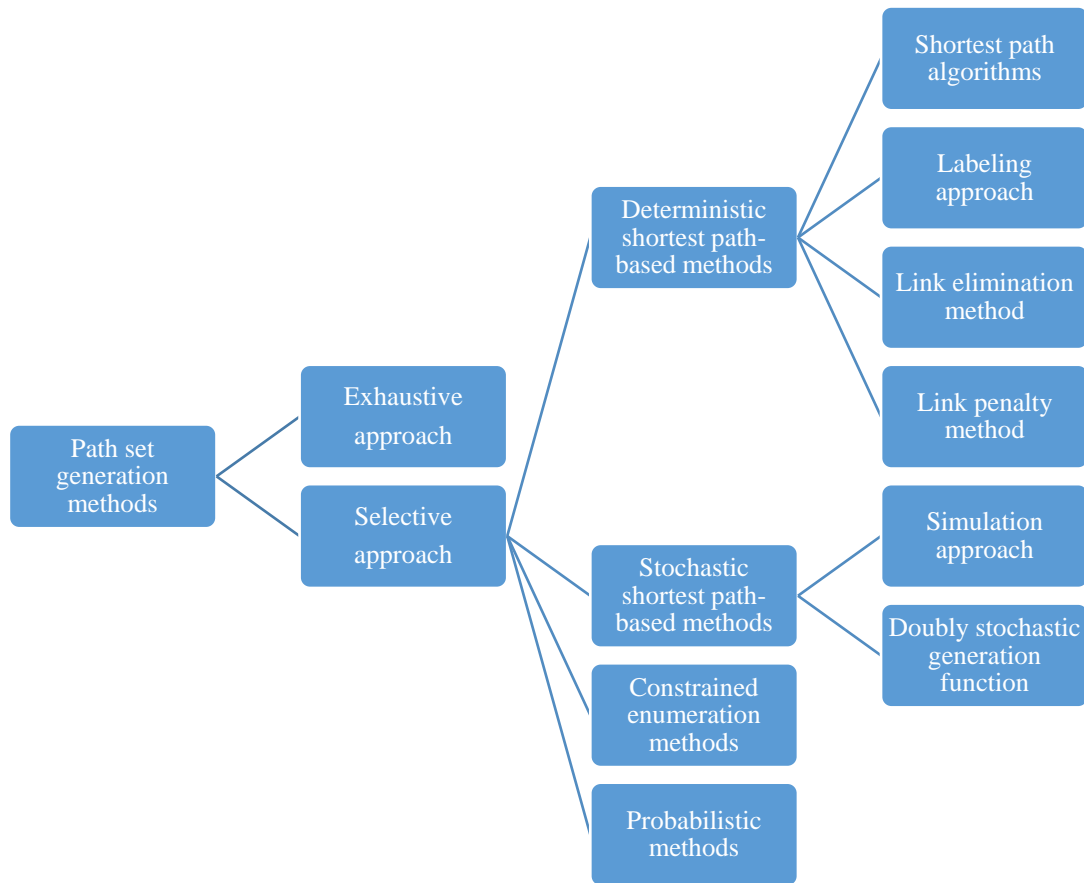 Path set
generation
methods
Exhaustive
approach
Selective
approach
Deterministic
shortest path-
based methods
Stochastic
shortest path-
based methods
Constrained
enumeration
methods
Probabilistic
methods
Shortest path
algorithms
Labeling
approach
Link elimination
method
Link penalty
method
Simulation
approach
Doubly stochastic
generation
function